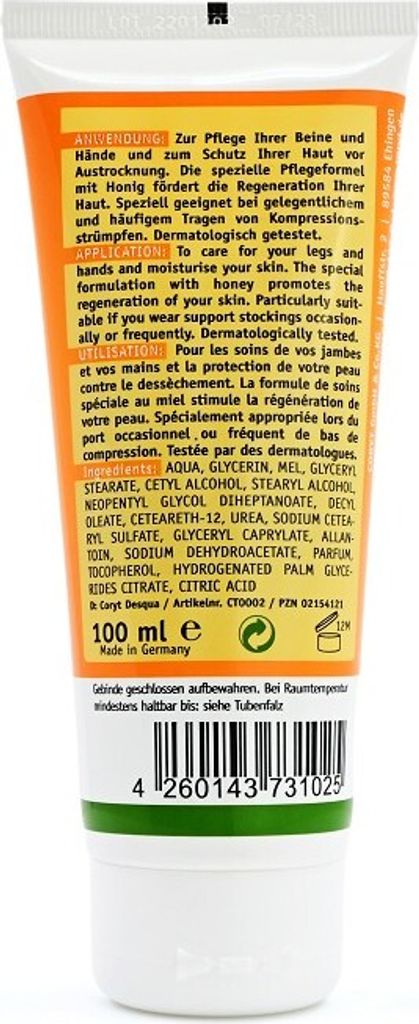 07/23
ANWENDUNG: Zur Pflege Ihrer Beine und
Hände und zum Schutz Ihrer Haut vor
Austrocknung. Die spezielle Pflegeformel
mit Honig fördert die Regeneration Ihrer
Haut. Speziell geeignet bei gelegentlichem
und häufigem Tragen von Kompressions-
strümpfen. Dermatologisch getestet.
APPLICATION: To care for your legs and
hands and moisturise your skin. The special
formulation with honey promotes the
regeneration of your skin. Particularly suit-
able if you wear support stockings occasion-
ally or frequently. Dermatologically tested.
UTILISATION: Pour les soins de vos jambes
et vos mains et la protection de votre peau
contre le dessèchement. La formule de soins
spéciale au miel stimule la régénération de
votre peau. Spécialement appropriée lors du
port occasionnel ou fréquent de bas de
compression. Testée par des dermatologues.
Ingredients: AQUA, GLYCERIN, MEL, GLYCERYL
STEARATE, CETYL ALCOHOL, STEARYL ALCOHOL,
NEOPENTYL GLYCOL DIHEPTANOATE, DECYL
OLEATE, CETEARETH-12, UREA, SODIUM CETEA-
RYL SULFATE, GLYCERYL CAPRYLATE, ALLAN-
TOIN, SODIUM DEHYDROACETATE, PARFUM,
TOCOPHEROL, HYDROGENATED PALM GLYCE-
RIDES CITRATE, CITRIC ACID
D: Coryt Desqua / Artikelnr. CT0002 / PZN 02154121
100 ml e
12M
Made in Germany
Gebinde geschlossen aufbewahren. Bei Raumtemperatur
mindestens haltbar bis: siehe Tubenfalz
4 260143 731025
Hauffstr. 2 | 89584 Ehingen